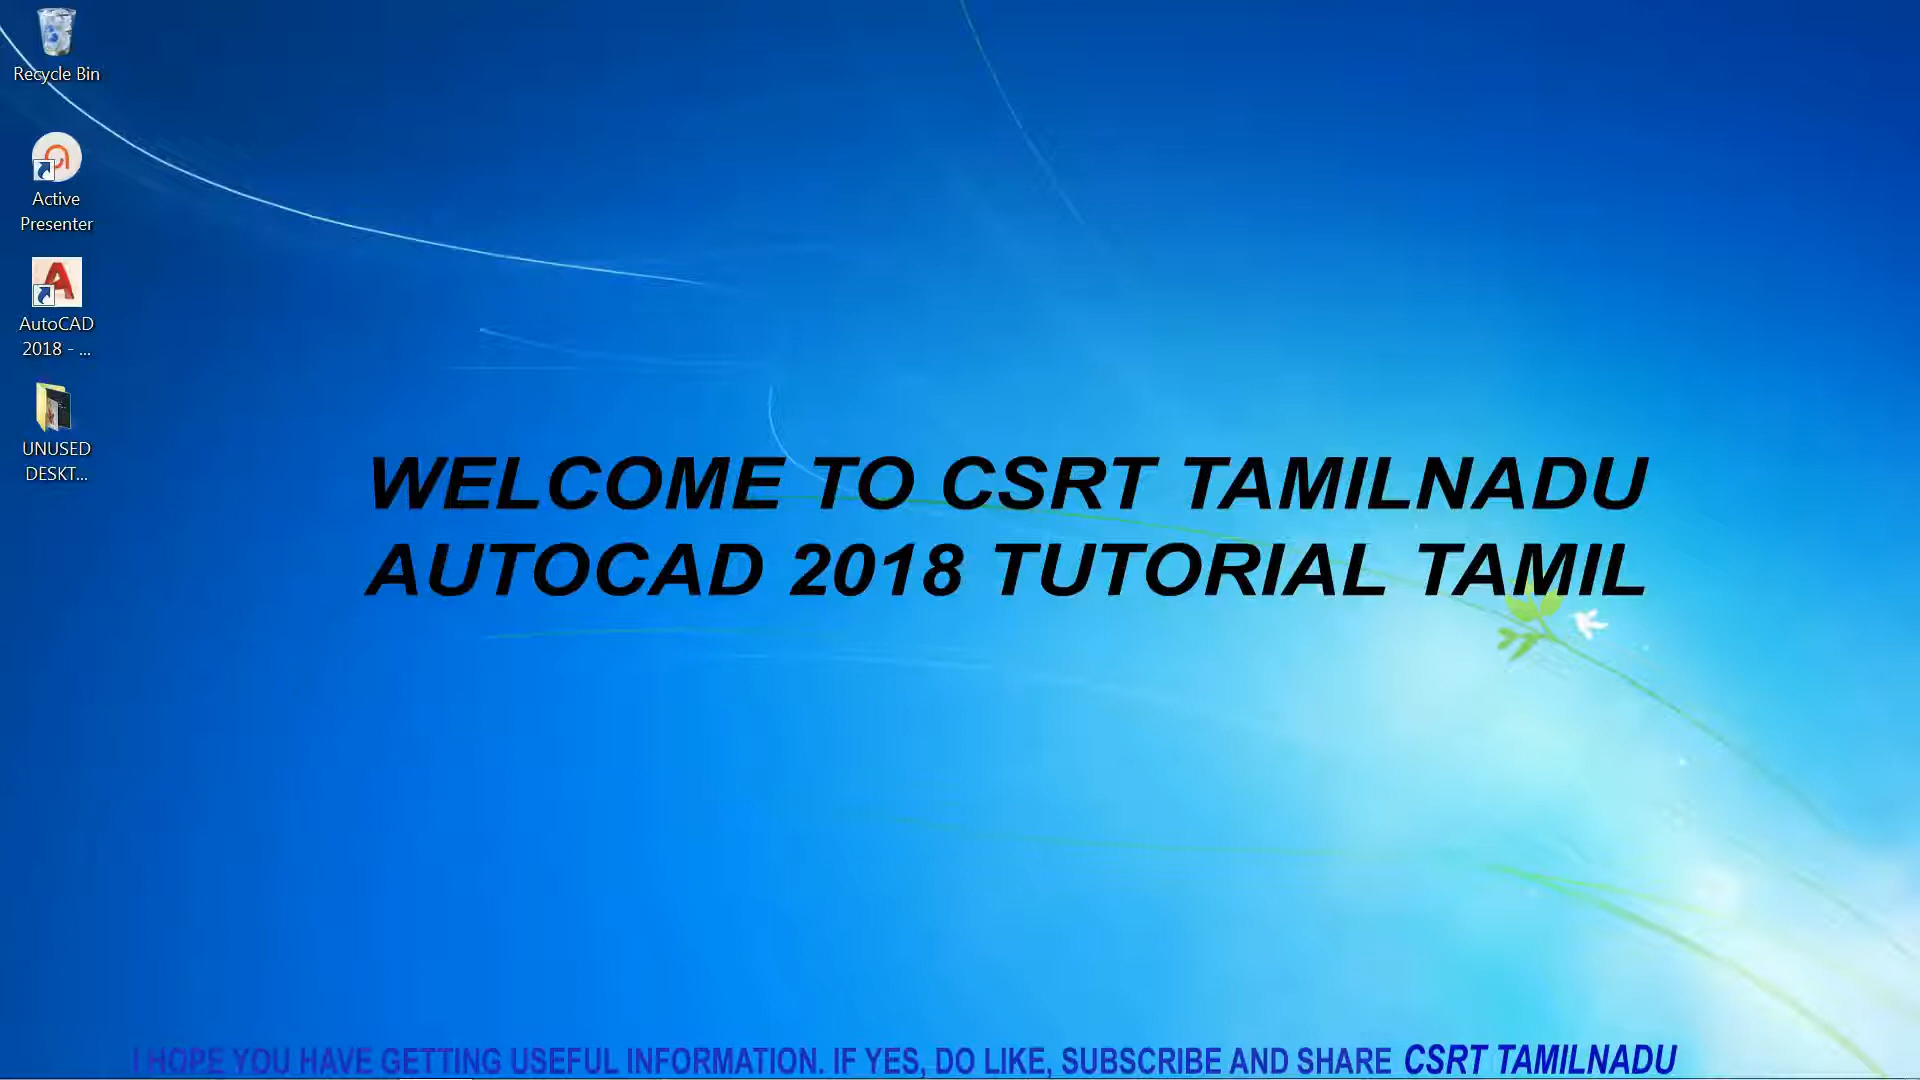 Recycle Bin
Active
Presenter
AutoCAD
2018 - ...
UNUSED
DESKT...
WELCOME TO CSRT TAMILNADU
AUTOCAD 2018 TUTORIAL TAMIL
I HOPE YOU HAVE GETTING USEFUL INFORMATION. IF YES, DO LIKE, SUBSCRIBE AND SHARE CSRT TAMILNADU